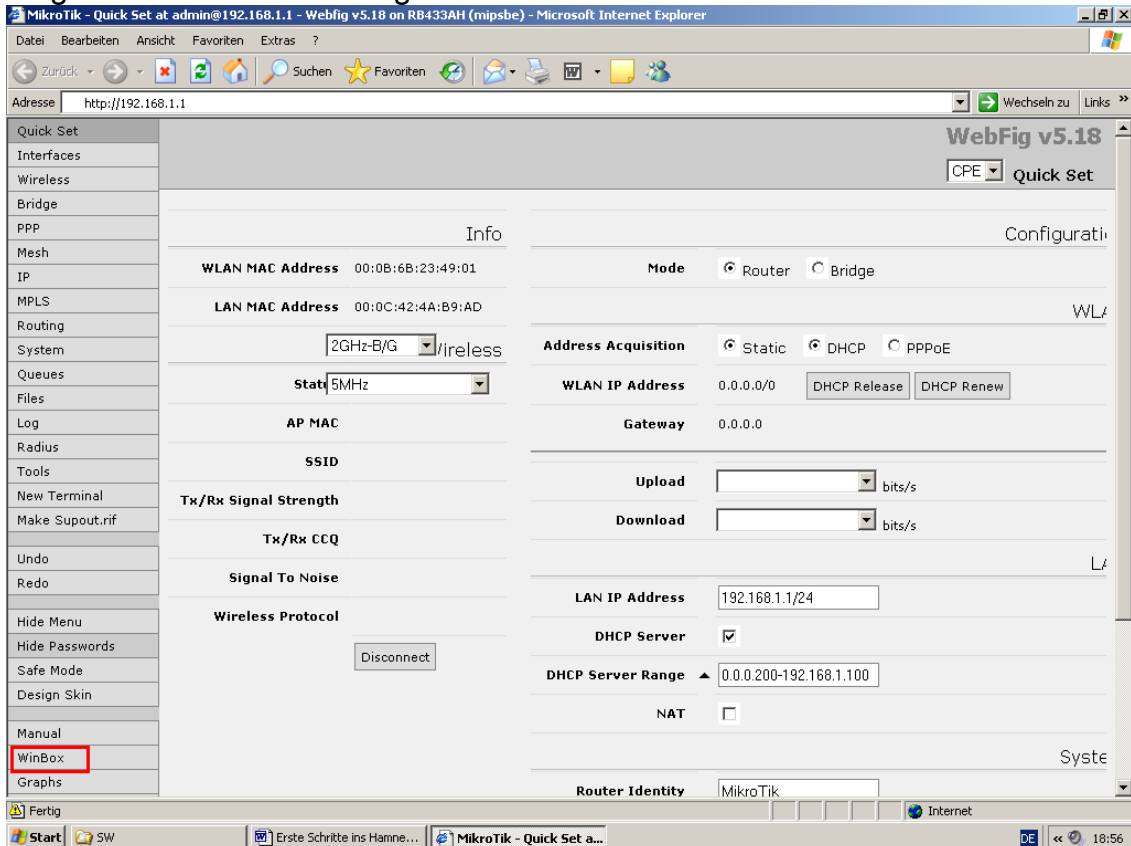 MikroTik - Quick Set at admin@192.168.1.1 - Webfig v5.18 on RB433AH (mipsbe) - Microsoft Internet Explorer
Datei Bearbeiten Ansicht Favoriten Extras ?
Zurück Suchen Favoriten
Adresse http://192.168.1.1 Wechseln zu Links »
Quick Set
Interfaces
Wireless
Bridge
PPP
Mesh
IP
MPLS
Routing
System
Queues
Files
Log
Radius
Tools
New Terminal
Make Supout.rif
Undo
Redo
Hide Menu
Hide Passwords
Safe Mode
Design Skin
Manual
WinBox
Graphs
WebFig v5.18
CPE Quick Set
Info
WLAN MAC Address 00:0B:6B:23:49:01
LAN MAC Address 00:0C:42:4A:B9:AD
2GHz-B/G ireless
Stat 5MHz
AP MAC
SSID
Tx/Rx Signal Strength
Tx/Rx CCQ
Signal To Noise
Wireless Protocol
Disconnect
Configurati
Mode Router Bridge
WL
Address Acquisition Static DHCP PPPoE
WLAN IP Address 0.0.0.0/0 DHCP Release DHCP Renew
Gateway 0.0.0.0
Upload bits/s
Download bits/s
L
LAN IP Address 192.168.1.1/24
DHCP Server
DHCP Server Range 0.0.0.200-192.168.1.100
NAT
Syste
Router Identity MikroTik
Fertig Internet
Start SW Erste Schritte ins Hamne... MikroTik - Quick Set a... DE « 18:56